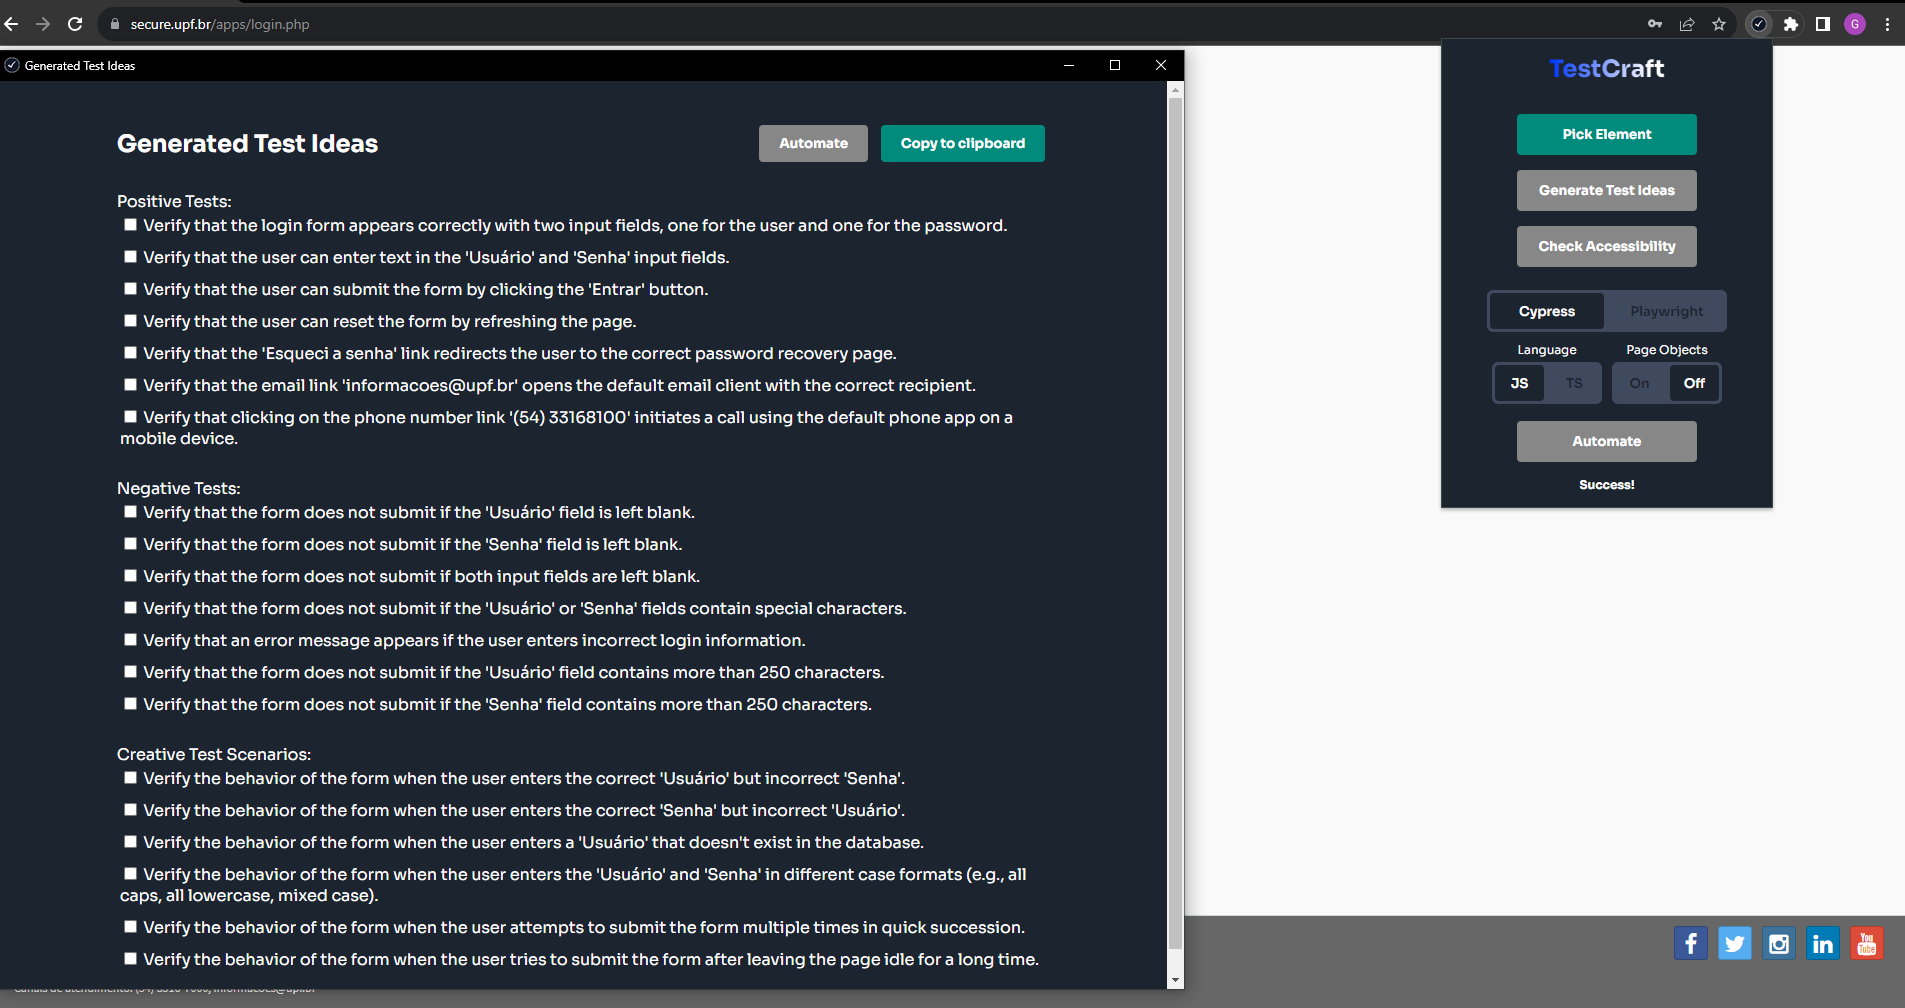 secure.upf.br/apps/login.php
G
Generated Test Ideas
Generated Test Ideas
Automate
Copy to clipboard
Positive Tests:
Verify that the login form appears correctly with two input fields, one for the user and one for the password.
Verify that the user can enter text in the 'Usuário' and 'Senha' input fields.
Verify that the user can submit the form by clicking the 'Entrar' button.
Verify that the user can reset the form by refreshing the page.
Verify that the 'Esqueci a senha' link redirects the user to the correct password recovery page.
Verify that the email link 'informacoes@upf.br' opens the default email client with the correct recipient.
Verify that clicking on the phone number link '(54) 33168100' initiates a call using the default phone app on a
mobile device.
Negative Tests:
Verify that the form does not submit if the 'Usuário' field is left blank.
Verify that the form does not submit if the 'Senha' field is left blank.
Verify that the form does not submit if both input fields are left blank.
Verify that the form does not submit if the 'Usuário' or 'Senha' fields contain special characters.
Verify that an error message appears if the user enters incorrect login information.
Verify that the form does not submit if the 'Usuário' field contains more than 250 characters.
Verify that the form does not submit if the 'Senha' field contains more than 250 characters.
Creative Test Scenarios:
Verify the behavior of the form when the user enters the correct 'Usuário' but incorrect 'Senha'.
Verify the behavior of the form when the user enters the correct 'Senha' but incorrect 'Usuário'.
Verify the behavior of the form when the user enters a 'Usuário' that doesn't exist in the database.
Verify the behavior of the form when the user enters the 'Usuário' and 'Senha' in different case formats (e.g., all
caps, all lowercase, mixed case).
Verify the behavior of the form when the user attempts to submit the form multiple times in quick succession.
Verify the behavior of the form when the user tries to submit the form after leaving the page idle for a long time.
TestCraft
Pick Element
Generate Test Ideas
Check Accessibility
Cypress
Playwright
Language
Page Objects
JS
TS
On
Off
Automate
Success!
You
Tube